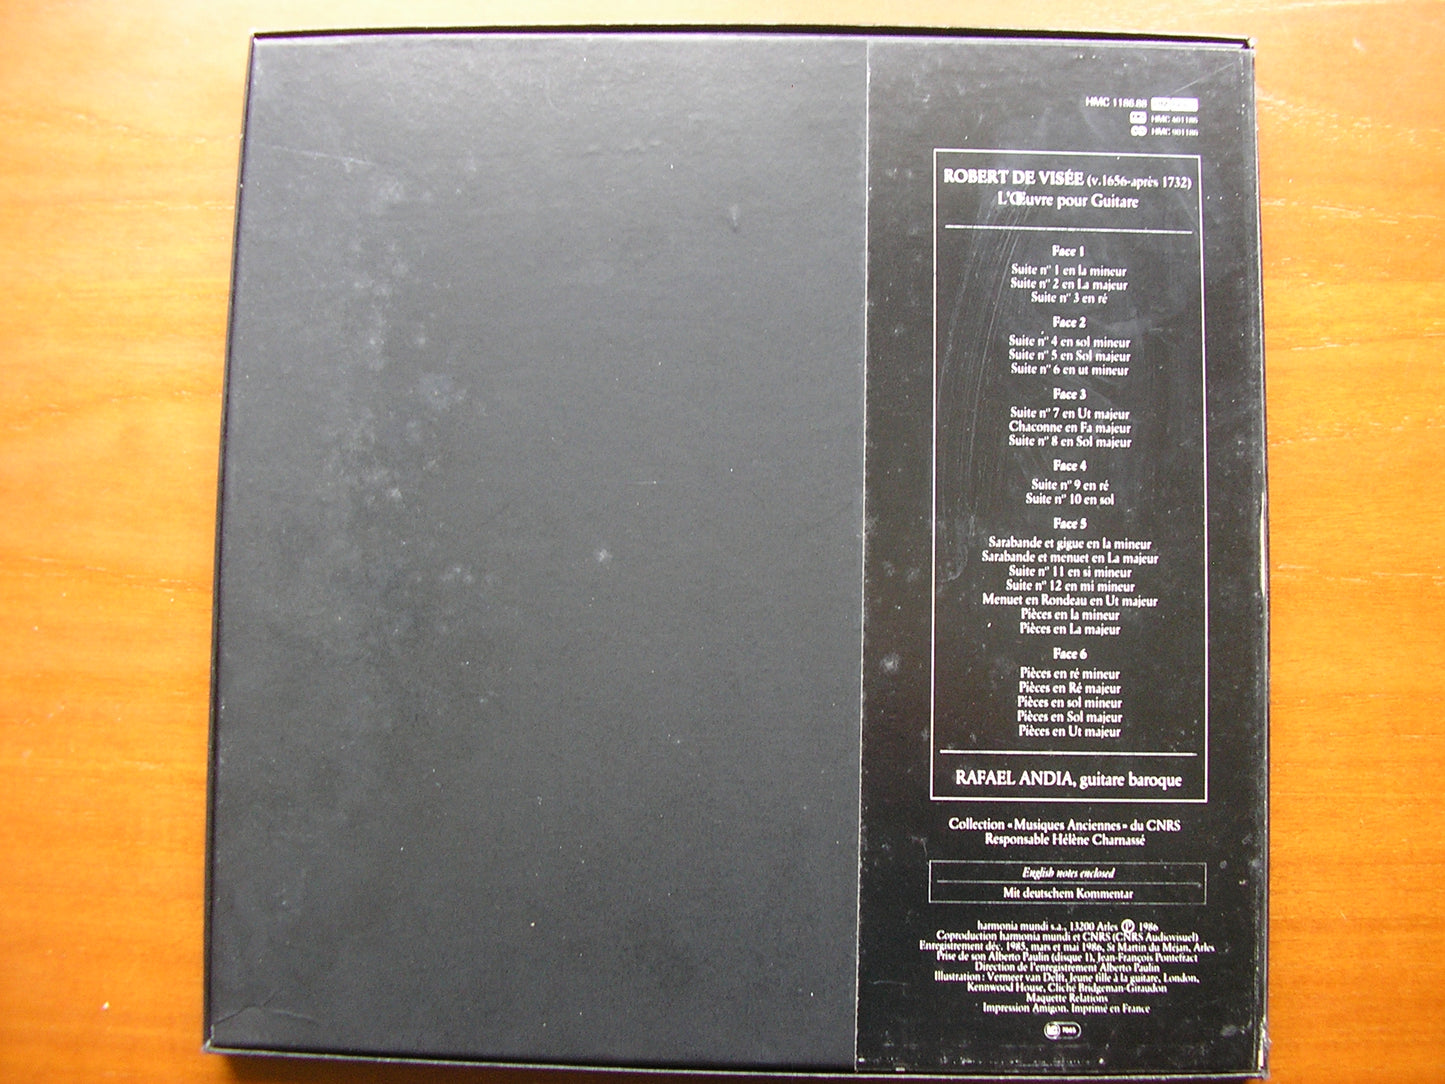 HMC 1186.88
HMC 401186
HMC 901186
ROBERT DE VISÉE (v.1656-après 1732)
L'Œuvre pour Guitare
Face 1
Suite n° 1 en la mineur
Suite n° 2 en La majeur
Suite n° 3 en ré
Face 2
Suite n° 4 en sol mineur
Suite n° 5 en Sol majeur
Suite n° 6 en ut mineur
Face 3
Suite n° 7 en Ut majeur
Chaconne en Fa majeur
Suite n° 8 en Sol majeur
Face 4
Suite n° 9 en ré
Suite n° 10 en sol
Face 5
Sarabande et gigue en la mineur
Sarabande et menuet en La majeur
Suite n° 11 en si mineur
Suite n° 12 en mi mineur
Menuet en Rondeau en Ut majeur
Pièces en la mineur
Pièces en La majeur
Face 6
Pièces en ré mineur
Pièces en Ré majeur
Pièces en sol mineur
Pièces en Sol majeur
Pièces en Ut majeur
RAFAEL ANDIA, guitare baroque
Collection «Musiques Anciennes» du CNRS
Responsable Hélène Charnassé
English notes enclosed
Mit deutschem Kommentar
harmonia mundi s.a., 13200 Arles ℗ 1986
Coproduction harmonia mundi et CNRS (CNRS Audiovisuel)
Enregistrement déc. 1985, mars et mai 1986, St Martin du Méjan, Arles
Prise de son Alberto Paulin (disque 1), Jean-François Pontefract
Direction de l'enregistrement Alberto Paulin
Illustration : Vermeer van Delft, Jeune fille à la guitare, London,
Kennwood House, Cliché Bridgeman-Giraudon
Maquette Relations
Impression Amigon. Imprimé en France